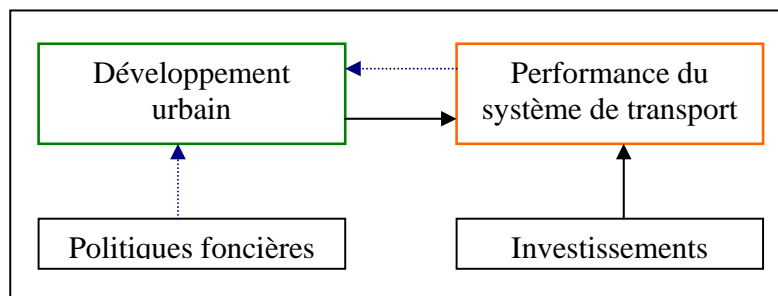 Développement
urbain
Performance du
système de transport
Politiques foncières
Investissements